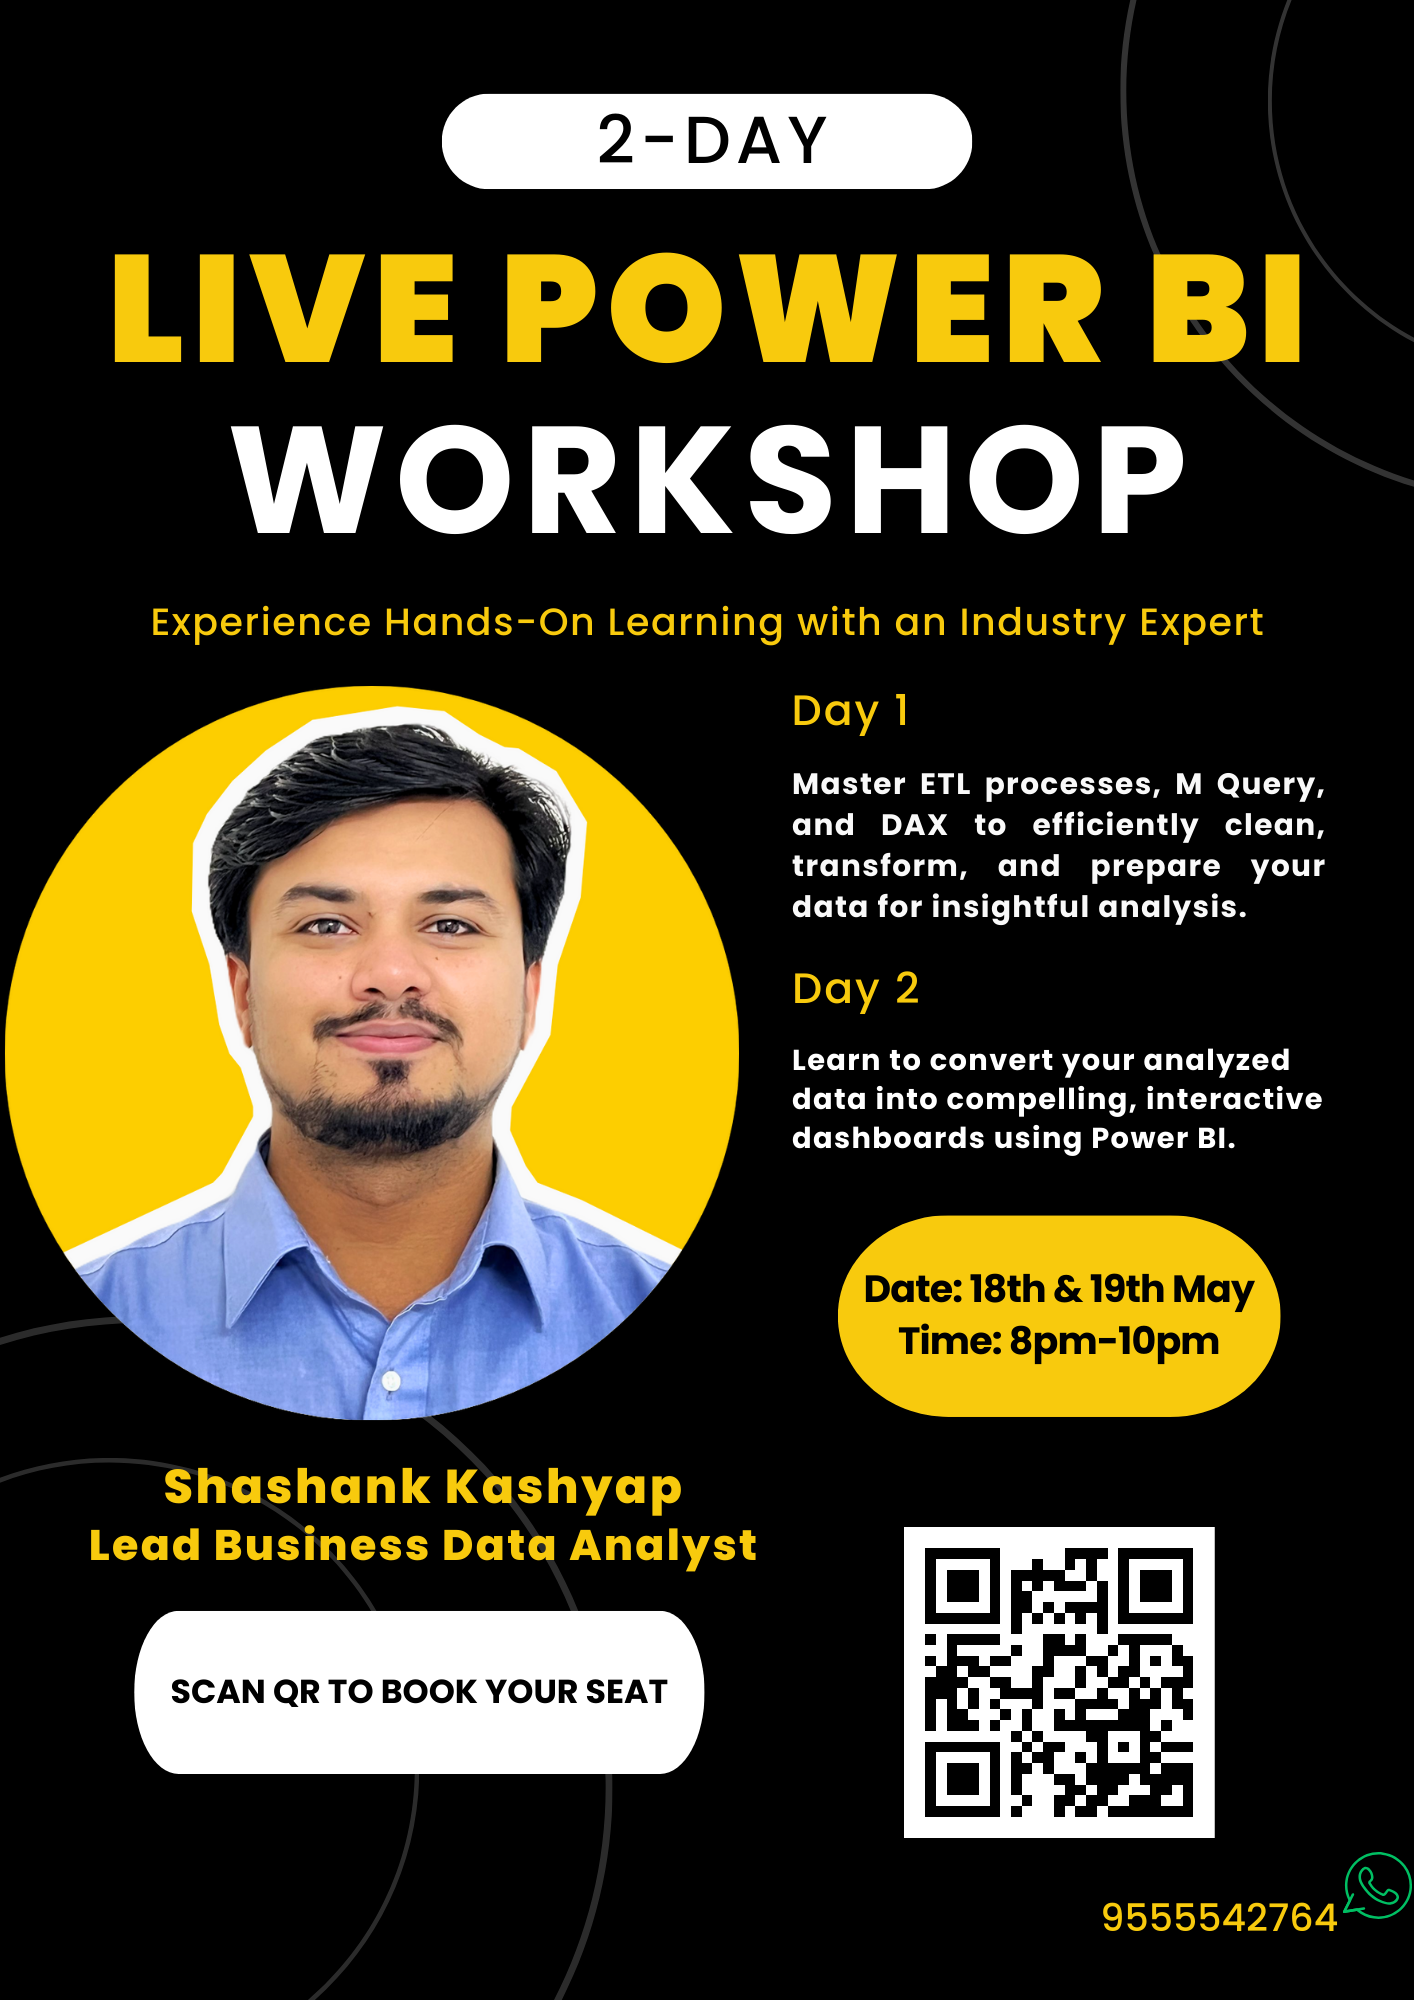 2-DAY
LIVE POWER BI
WORKSHOP
Experience Hands-On Learning with an Industry Expert
Day 1
Master ETL processes, M Query,
and DAX to efficiently clean,
transform, and prepare your
data for insightful analysis.
Day 2
Learn to convert your analyzed
data into compelling, interactive
dashboards using Power BI.
Date: 18th & 19th May
Time: 8pm-10pm
Shashank Kashyap
Lead Business Data Analyst
SCAN QR TO BOOK YOUR SEAT
9555542764